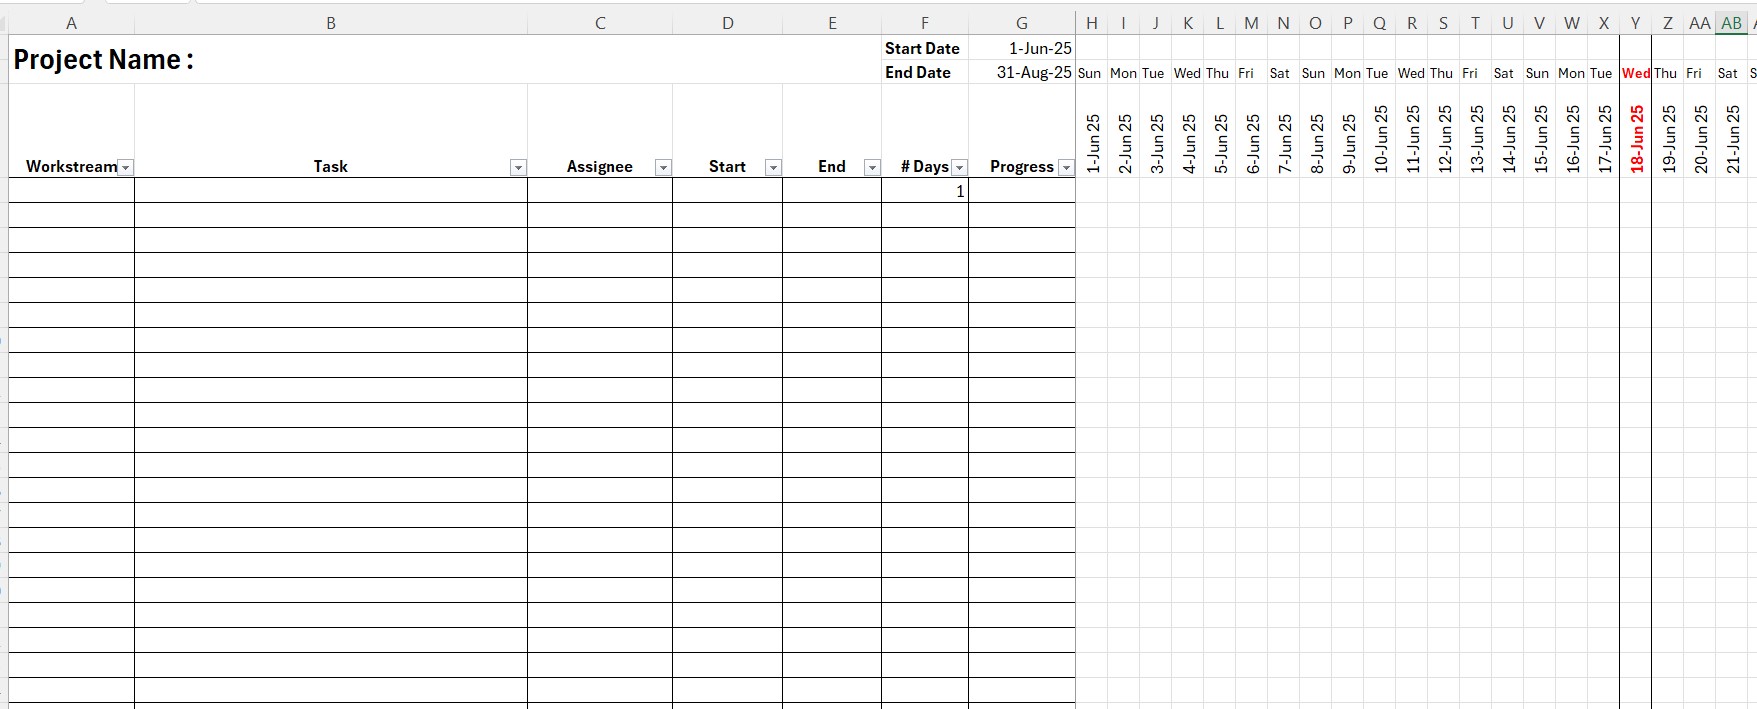 A B C D E F G H I J K L M N O P Q R S T U V W X Y Z AA AB
Project Name :
Start Date 1-Jun-25
End Date 31-Aug-25 Sun Mon Tue Wed Thu Fri Sat Sun Mon Tue Wed Thu Fri Sat Sun Mon Tue Wed Thu Fri Sat S
Workstream Task Assignee Start End # Days Progress 1-Jun 25 2-Jun 25 3-Jun 25 4-Jun 25 5-Jun 25 6-Jun 25 7-Jun 25 8-Jun 25 9-Jun 25 10-Jun 25 11-Jun 25 12-Jun 25 13-Jun 25 14-Jun 25 15-Jun 25 16-Jun 25 17-Jun 25 18-Jun 25 19-Jun 25 20-Jun 25 21-Jun 25
1